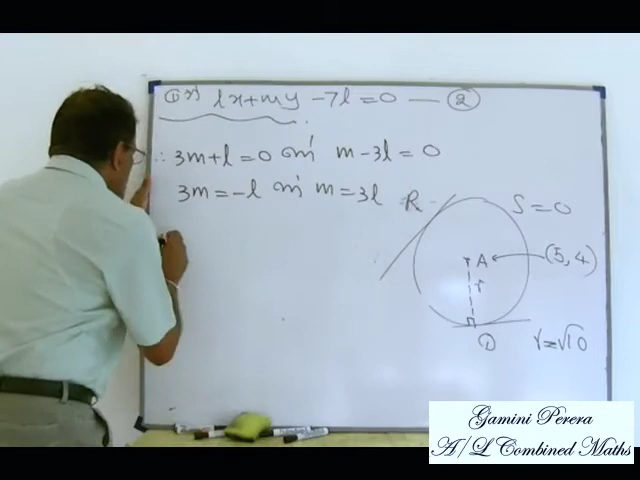 ① න් lx+my -7l =0 — ②
∴ 3m+l =0 හෝ m-3l =0
3m = -l හෝ m = 3l
R
S=0
A
(5, 4)
r
①
r=√10
Gamini Perera
A/L Combined Maths